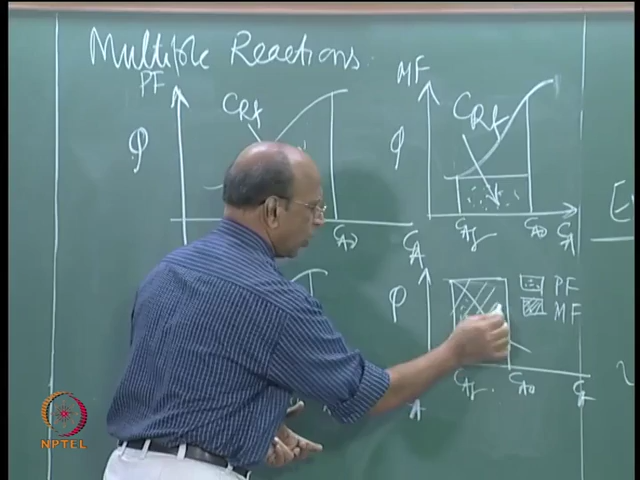 Multiple Reactions.
PF
MF
CRf
CRf
φ
φ
CA0
CA
CAf
CA0
CA
E
φ
PF
MF
CAf
CA0
CA
A
NPTEL